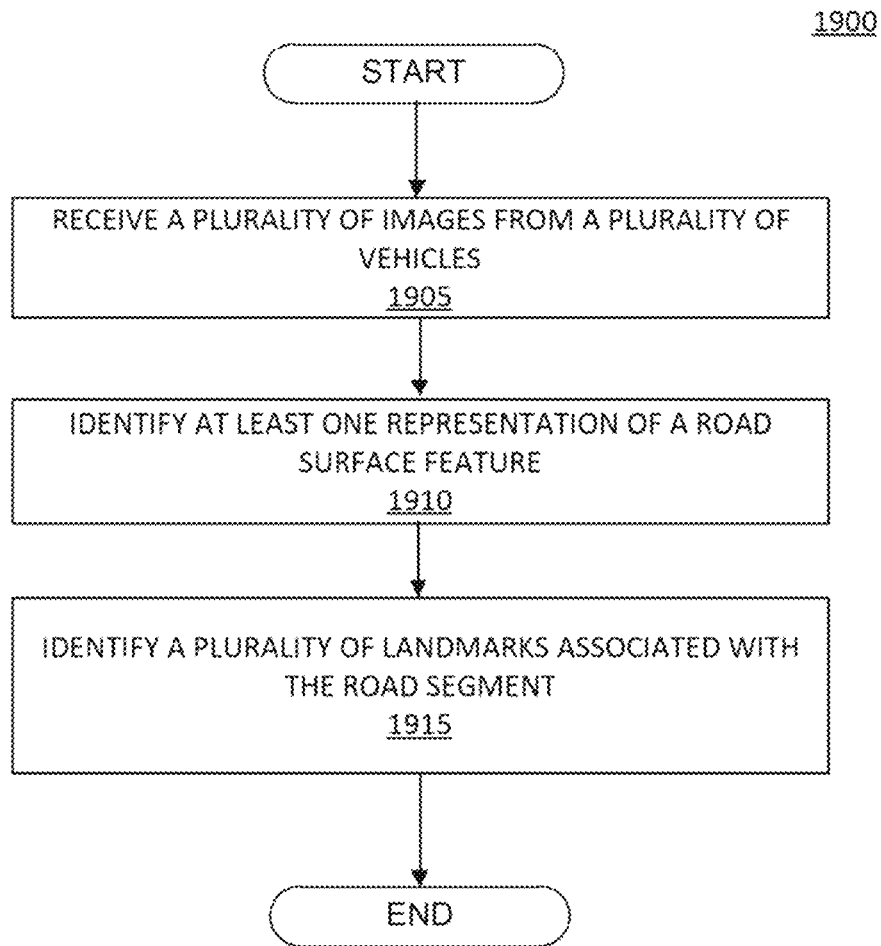 1900
START
RECEIVE A PLURALITY OF IMAGES FROM A PLURALITY OF
VEHICLES
1905
IDENTIFY AT LEAST ONE REPRESENTATION OF A ROAD
SURFACE FEATURE
1910
IDENTIFY A PLURALITY OF LANDMARKS ASSOCIATED WITH
THE ROAD SEGMENT
1915
END